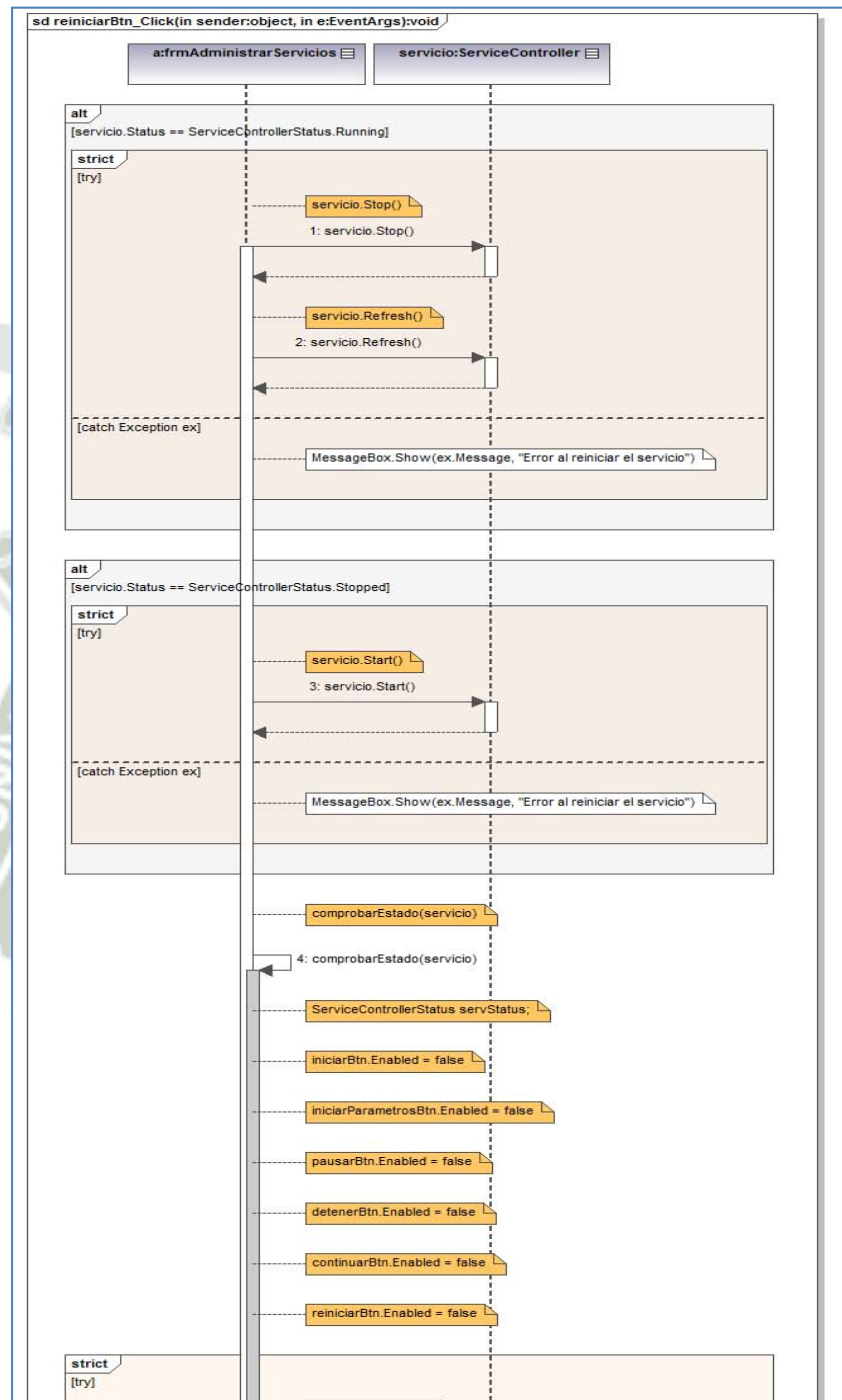 sd reiniciarBtn_Click(in sender:object, in e:EventArgs):void
a:frmAdministrarServicios
servicio:ServiceController
alt
[servicio.Status == ServiceControllerStatus.Running]
strict
[try]
servicio.Stop()
1: servicio.Stop()
servicio.Refresh()
2: servicio.Refresh()
[catch Exception ex]
MessageBox.Show(ex.Message, "Error al reiniciar el servicio")
alt
[servicio.Status == ServiceControllerStatus.Stopped]
strict
[try]
servicio.Start()
3: servicio.Start()
[catch Exception ex]
MessageBox.Show(ex.Message, "Error al reiniciar el servicio")
comprobarEstado(servicio)
4: comprobarEstado(servicio)
ServiceControllerStatus servStatus;
iniciarBtn.Enabled = false
iniciarParametrosBtn.Enabled = false
pausarBtn.Enabled = false
detenerBtn.Enabled = false
continuarBtn.Enabled = false
reiniciarBtn.Enabled = false
strict
[try]